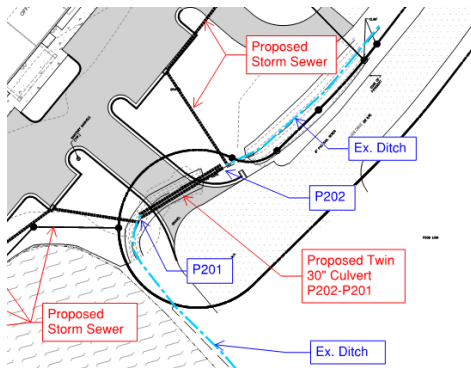 Proposed
Storm Sewer
Ex. Ditch
P202
P201
Proposed Twin
30" Culvert
P202-P201
Proposed
Storm Sewer
Ex. Ditch